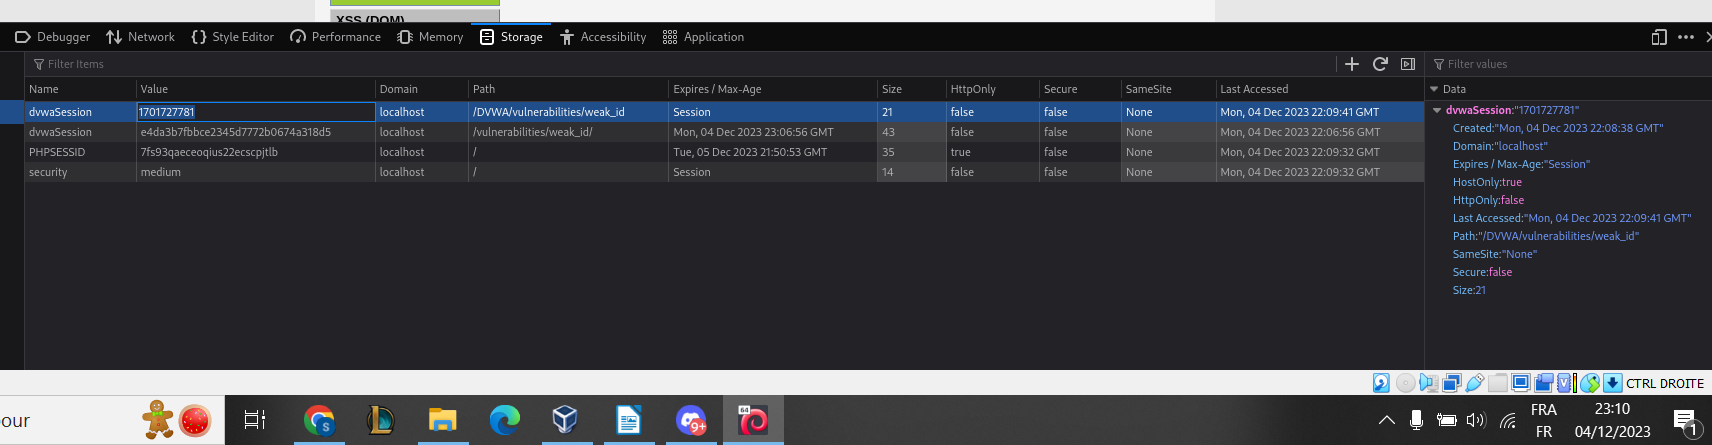 XSS (DOM)
Debugger Network Style Editor Performance Memory Storage Accessibility Application
Filter Items Filter values
Name Value Domain Path Expires / Max-Age Size HttpOnly Secure SameSite Last Accessed
dvwaSession 1701727781 localhost /DVWA/vulnerabilities/weak_id Session 21 false false None Mon, 04 Dec 2023 22:09:41 GMT
dvwaSession e4da3b7fbbce2345d7772b0674a318d5 localhost /vulnerabilities/weak_id/ Mon, 04 Dec 2023 23:06:56 GMT 43 false false None Mon, 04 Dec 2023 22:06:56 GMT
PHPSESSID 7fs93qaeceoqius22ecscpjtlb localhost / Tue, 05 Dec 2023 21:50:53 GMT 35 true false None Mon, 04 Dec 2023 22:09:32 GMT
security medium localhost / Session 14 false false None Mon, 04 Dec 2023 22:09:32 GMT
Data
dvwaSession:"1701727781"
Created:"Mon, 04 Dec 2023 22:08:38 GMT"
Domain:"localhost"
Expires / Max-Age:"Session"
HostOnly:true
HttpOnly:false
Last Accessed:"Mon, 04 Dec 2023 22:09:41 GMT"
Path:"/DVWA/vulnerabilities/weak_id"
SameSite:"None"
Secure:false
Size:21
CTRL DROITE
our
S
9+
64
FRA
FR
23:10
04/12/2023
1